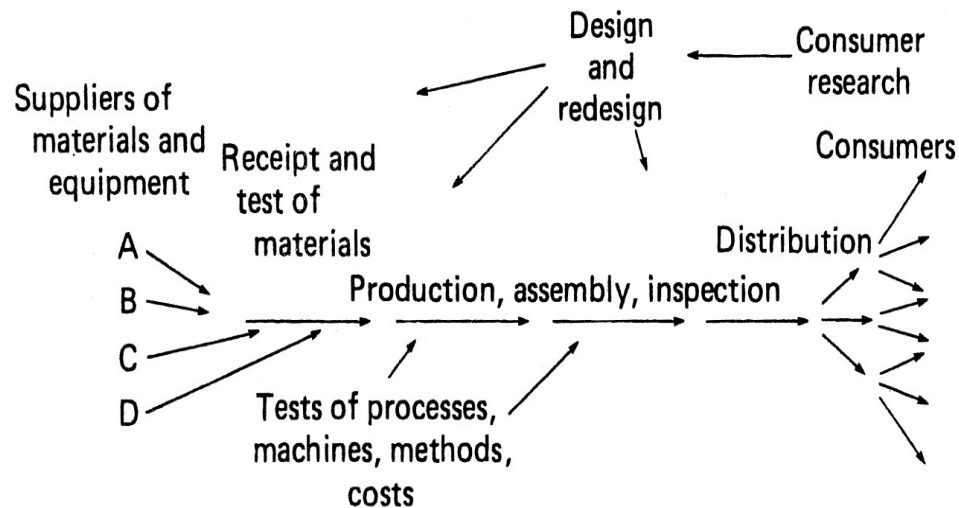 Design
and
redesign
Consumer
research
Suppliers of
materials and
equipment
Receipt and
test of
materials
Consumers
A
B
C
D
Distribution
Production, assembly, inspection
Tests of processes,
machines, methods,
costs